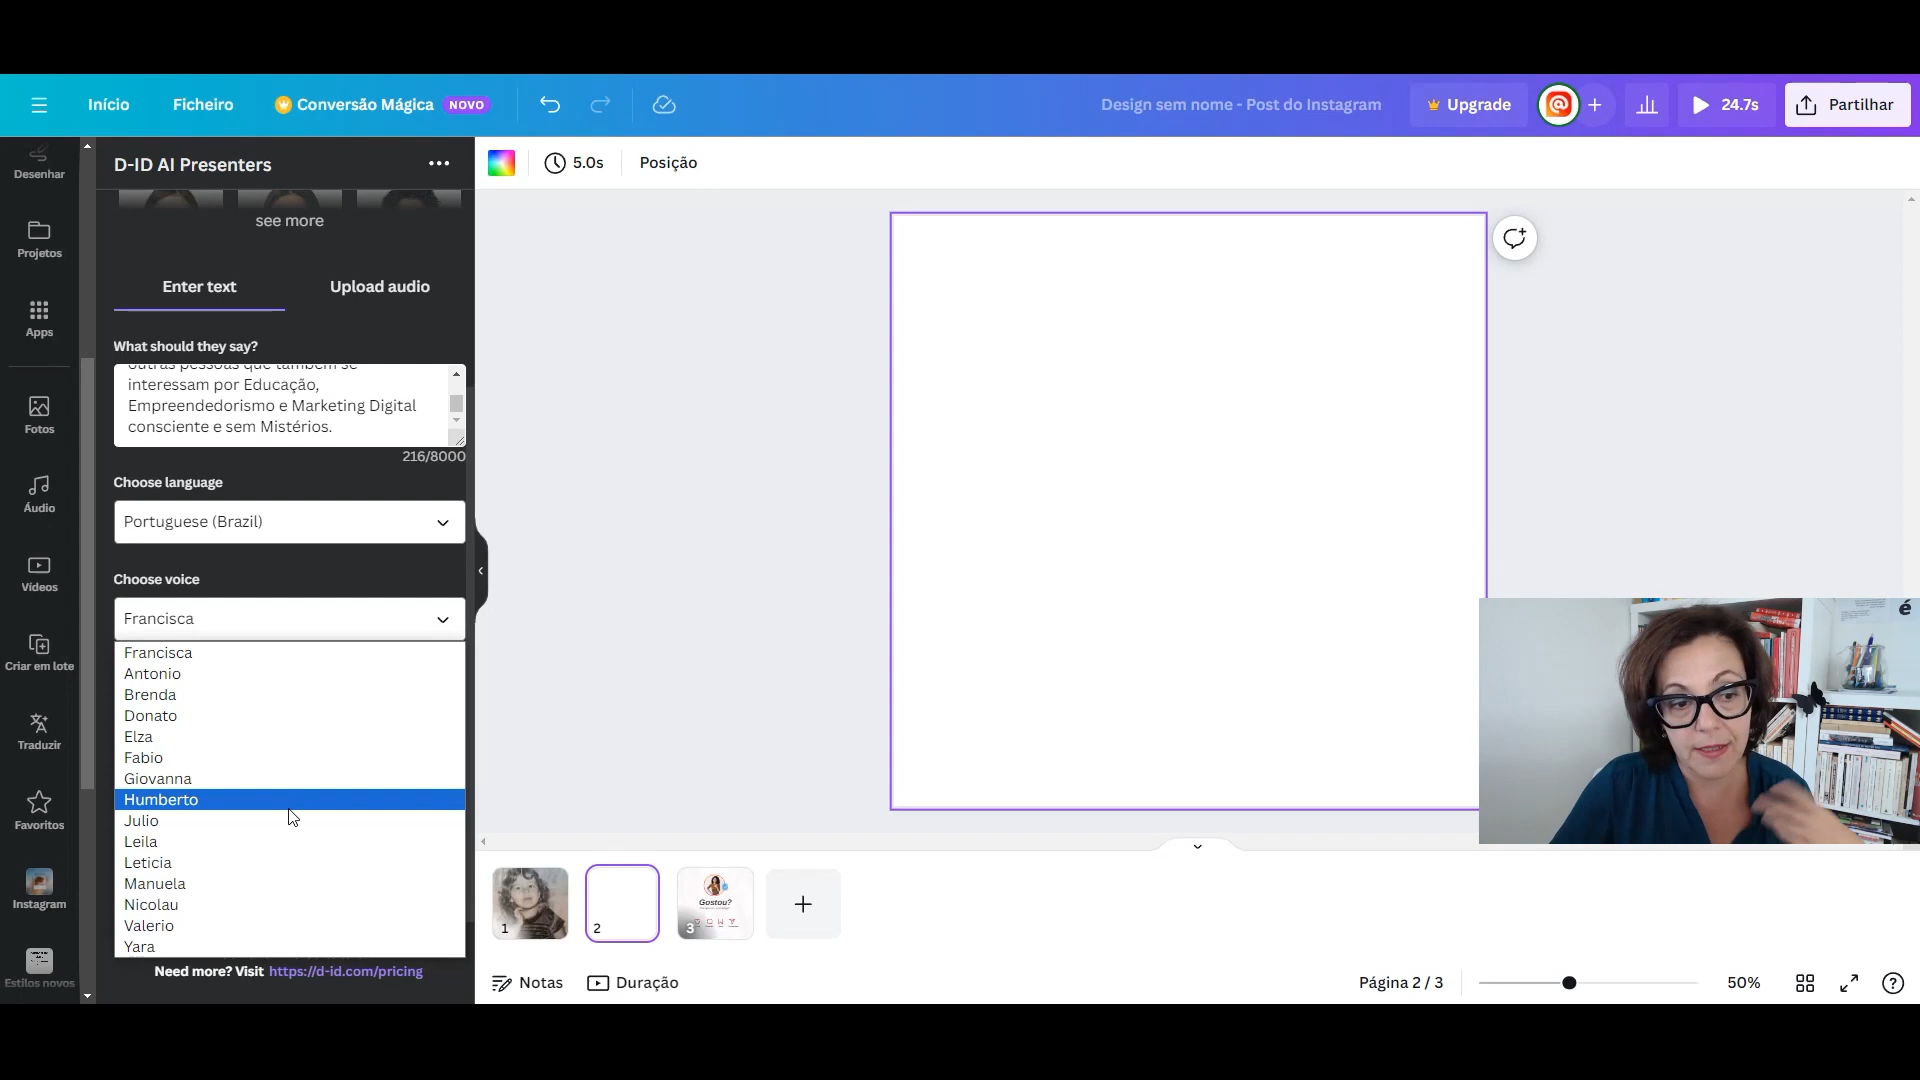 Início
Ficheiro
Conversão Mágica NOVO
Design sem nome - Post do Instagram
Upgrade
24.7s
Partilhar
Desenhar
Projetos
Apps
Fotos
Áudio
Vídeos
Criar em lote
Traduzir
Favoritos
Instagram
Estilos novos
D-ID AI Presenters
see more
Enter text
Upload audio
What should they say?
outras pessoas que também se
interessam por Educação,
Empreendedorismo e Marketing Digital
consciente e sem Mistérios.
216/8000
Choose language
Portuguese (Brazil)
Choose voice
Francisca
Francisca
Antonio
Brenda
Donato
Elza
Fabio
Giovanna
Humberto
Julio
Leila
Leticia
Manuela
Nicolau
Valerio
Yara
Need more? Visit https://d-id.com/pricing
5.0s
Posição
é
1
2
Gostou?
3
Notas
Duração
Página 2 / 3
50%